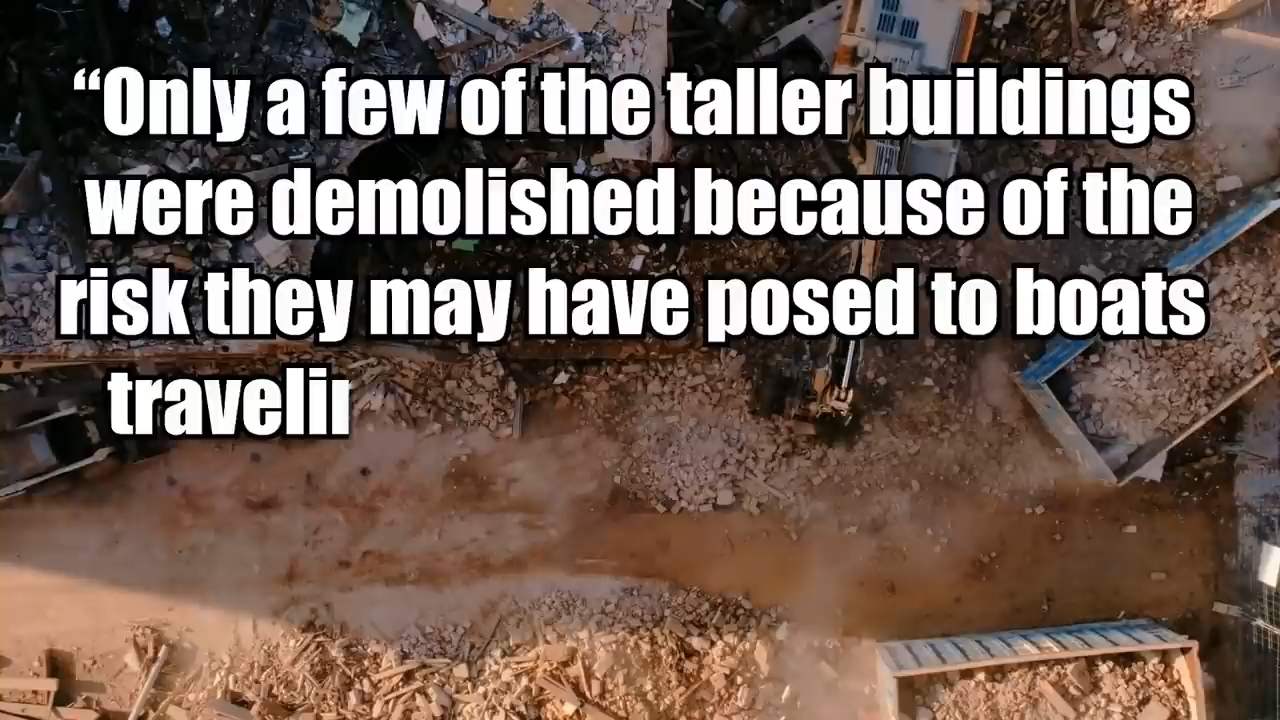 “Only a few of the taller buildings
were demolished because of the
risk they may have posed to boats